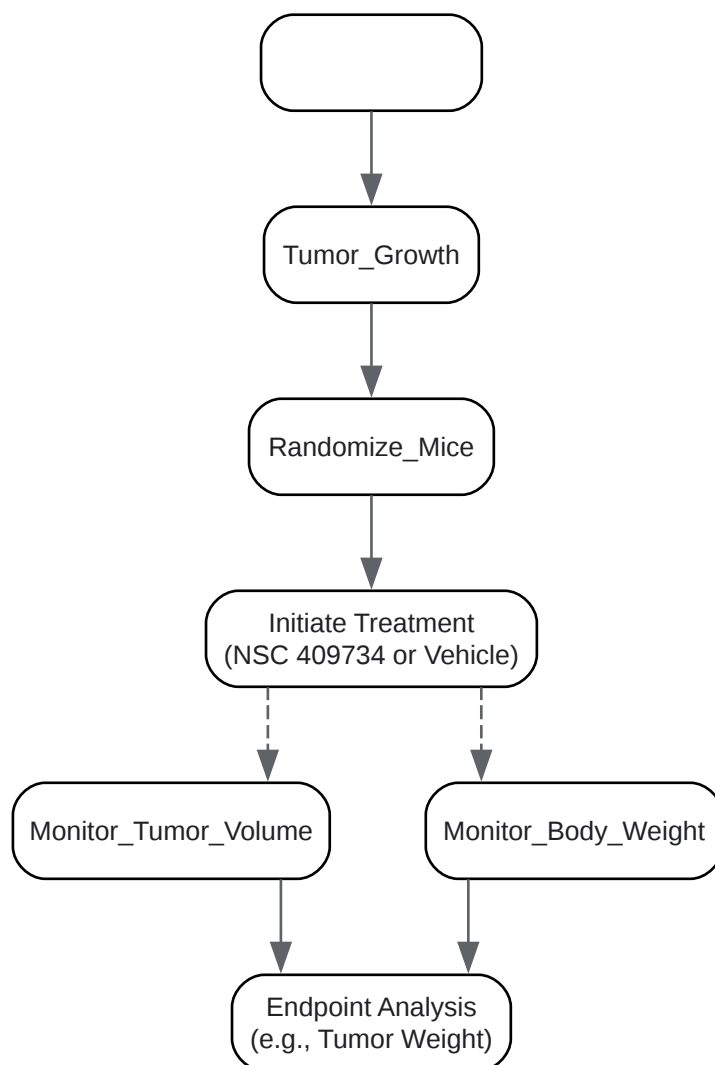 Tumor_Growth
Randomize_Mice
Initiate Treatment
(NSC 409734 or Vehicle)
Monitor_Tumor_Volume
Monitor_Body_Weight
Endpoint Analysis
(e.g., Tumor Weight)